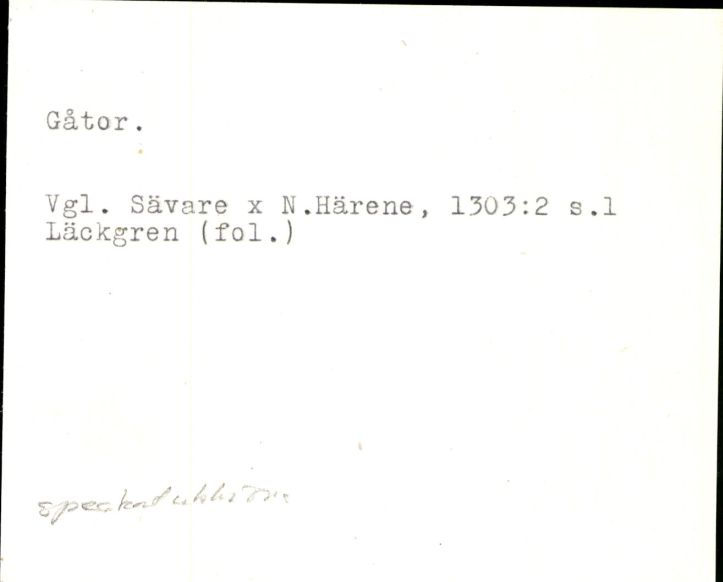 Gåtor.
Vgl. Sävare x N.Härene, 1303:2 s.1
Läckgren (fol.)